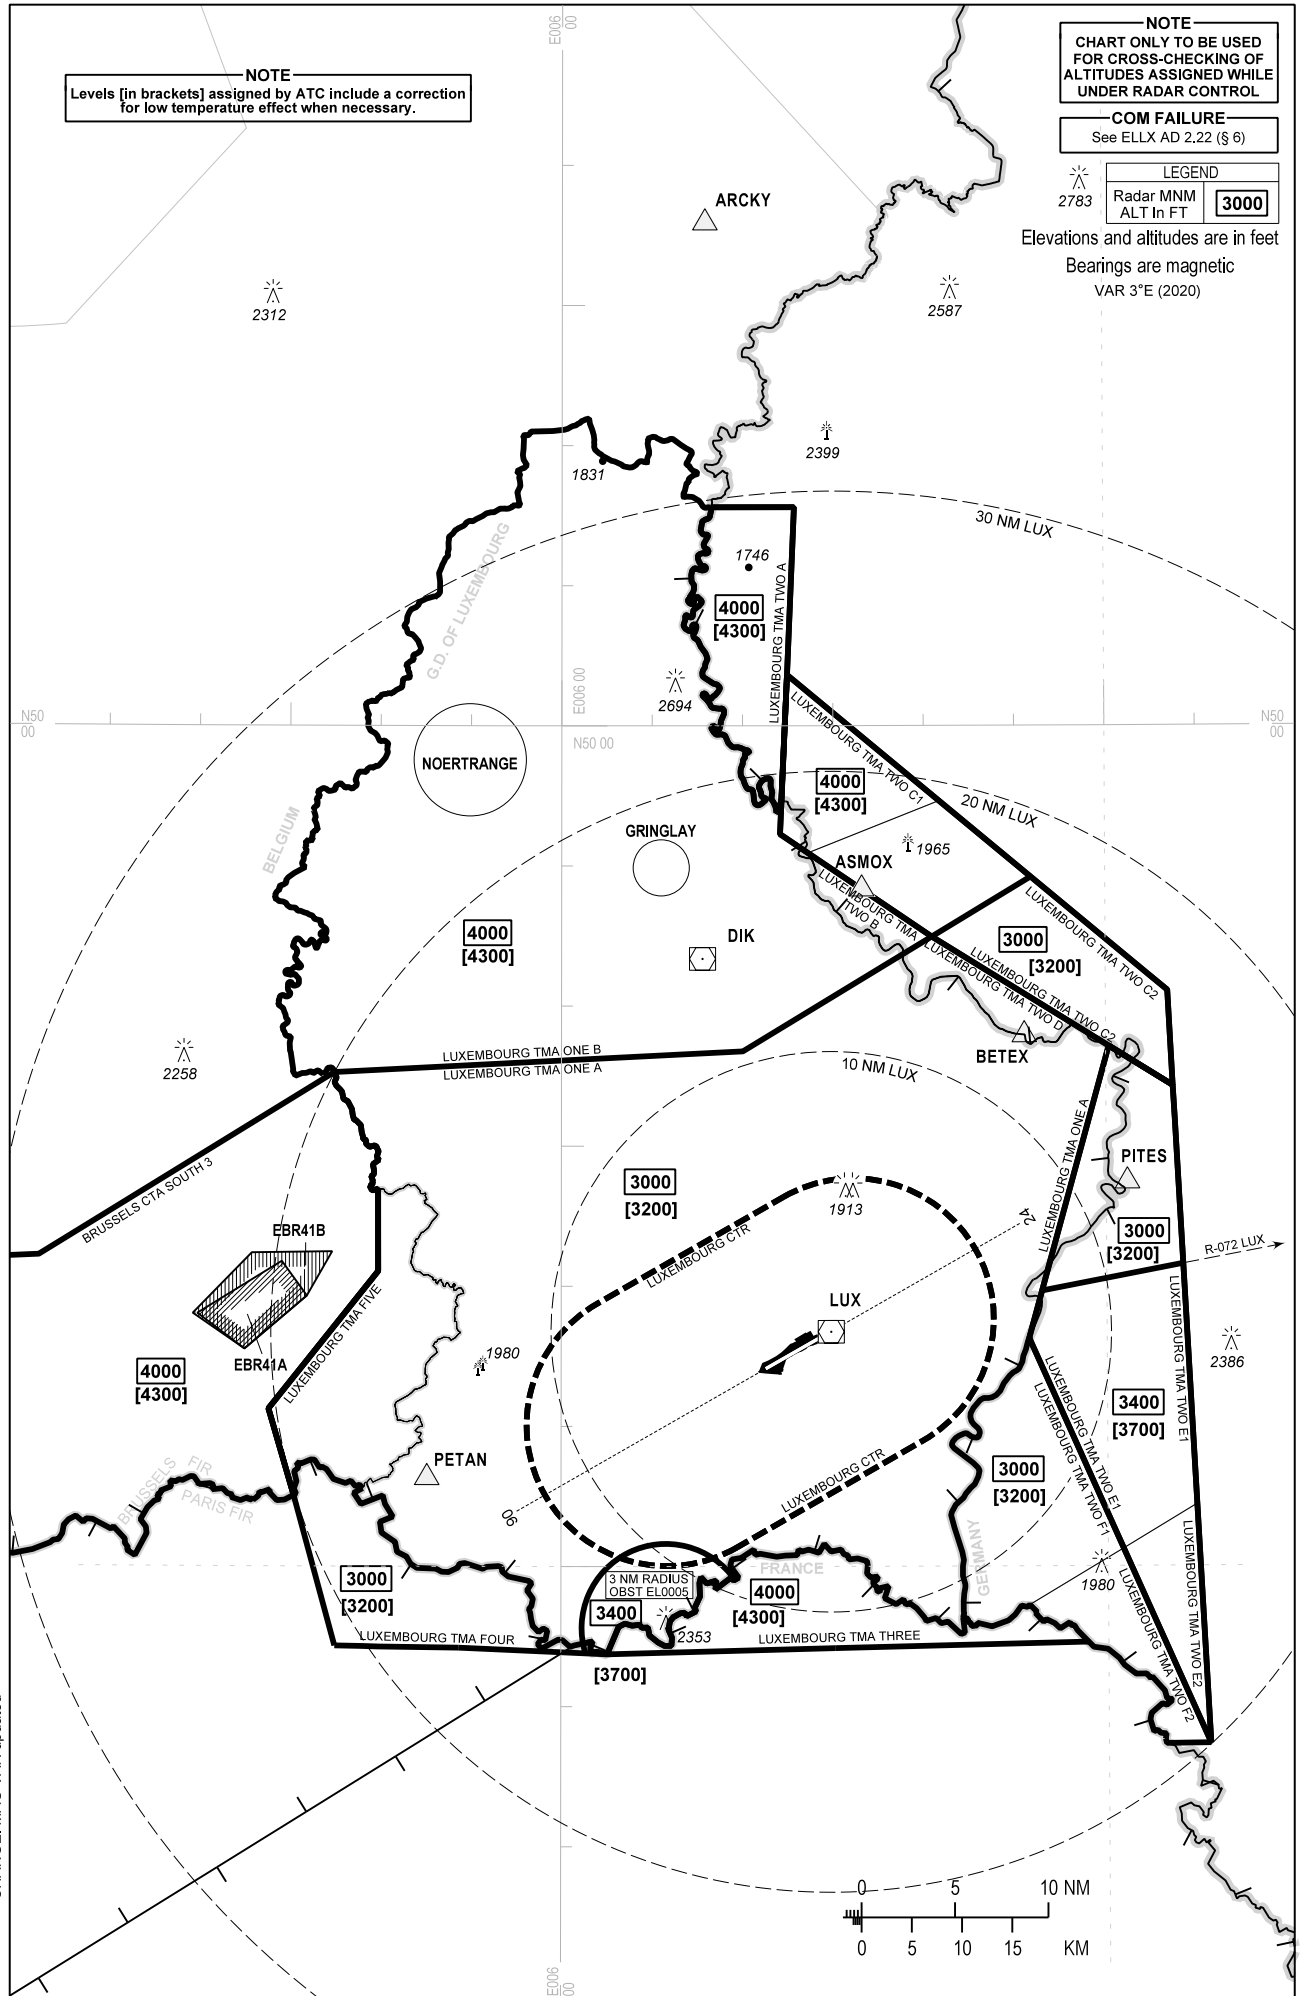 E006
00
NOTE
Levels [in brackets] assigned by ATC include a correction
for low temperature effect when necessary.
NOTE
CHART ONLY TO BE USED
FOR CROSS-CHECKING OF
ALTITUDES ASSIGNED WHILE
UNDER RADAR CONTROL
COM FAILURE
See ELLX AD 2.22 (§ 6)
2783
LEGEND
Radar MNM
ALT In FT
3000
Elevations and altitudes are in feet
Bearings are magnetic
VAR 3°E (2020)
ARCKY
2312
2587
2399
1831
30 NM LUX
G.D. OF LUXEMBOURG
1746
4000
[4300]
LUXEMBOURG TMA TWO A
2694
E006 00
N50
00
N50 00
N50
00
LUXEMBOURG TMA TWO C1
NOERTRANGE
4000
[4300]
20 NM LUX
BELGIUM
GRINGLAY
1965
ASMOX
LUXEMBOURG TMA
TWO B
LUXEMBOURG TMA TWO C2
4000
[4300]
DIK
3000
[3200]
LUXEMBOURG TMA TWO C2
LUXEMBOURG TMA TWO D
BETEX
2258
LUXEMBOURG TMA ONE B
LUXEMBOURG TMA ONE A
10 NM LUX
LUXEMBOURG TMA ONE A
PITES
BRUSSELS CTA SOUTH 3
3000
[3200]
1913
24
3000
[3200]
R-072 LUX
EBR41B
LUXEMBOURG CTR
LUX
LUXEMBOURG TMA FIVE
EBR41A
1980
LUXEMBOURG TMA TWO E1
2386
4000
[4300]
LUXEMBOURG TMA TWO E1
LUXEMBOURG TMA TWO F1
3400
[3700]
PETAN
LUXEMBOURG CTR
3000
[3200]
BRUSSELS FIR
PARIS FIR
06
GERMANY
FRANCE
3000
[3200]
3 NM RADIUS
OBST EL0005
3400
4000
[4300]
1980
LUXEMBOURG TMA TWO E2
LUXEMBOURG TMA TWO F2
LUXEMBOURG TMA FOUR
2353
LUXEMBOURG TMA THREE
[3700]
0 5 10 NM
0 5 10 15 KM
E006
00